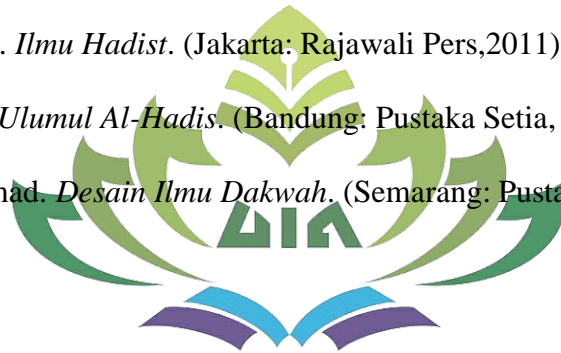 . Ilmu Hadist. (Jakarta: Rajawali Pers,2011)
Ulumul Al-Hadis. (Bandung: Pustaka Setia,
nad. Desain Ilmu Dakwah. (Semarang: Pusta
UIN